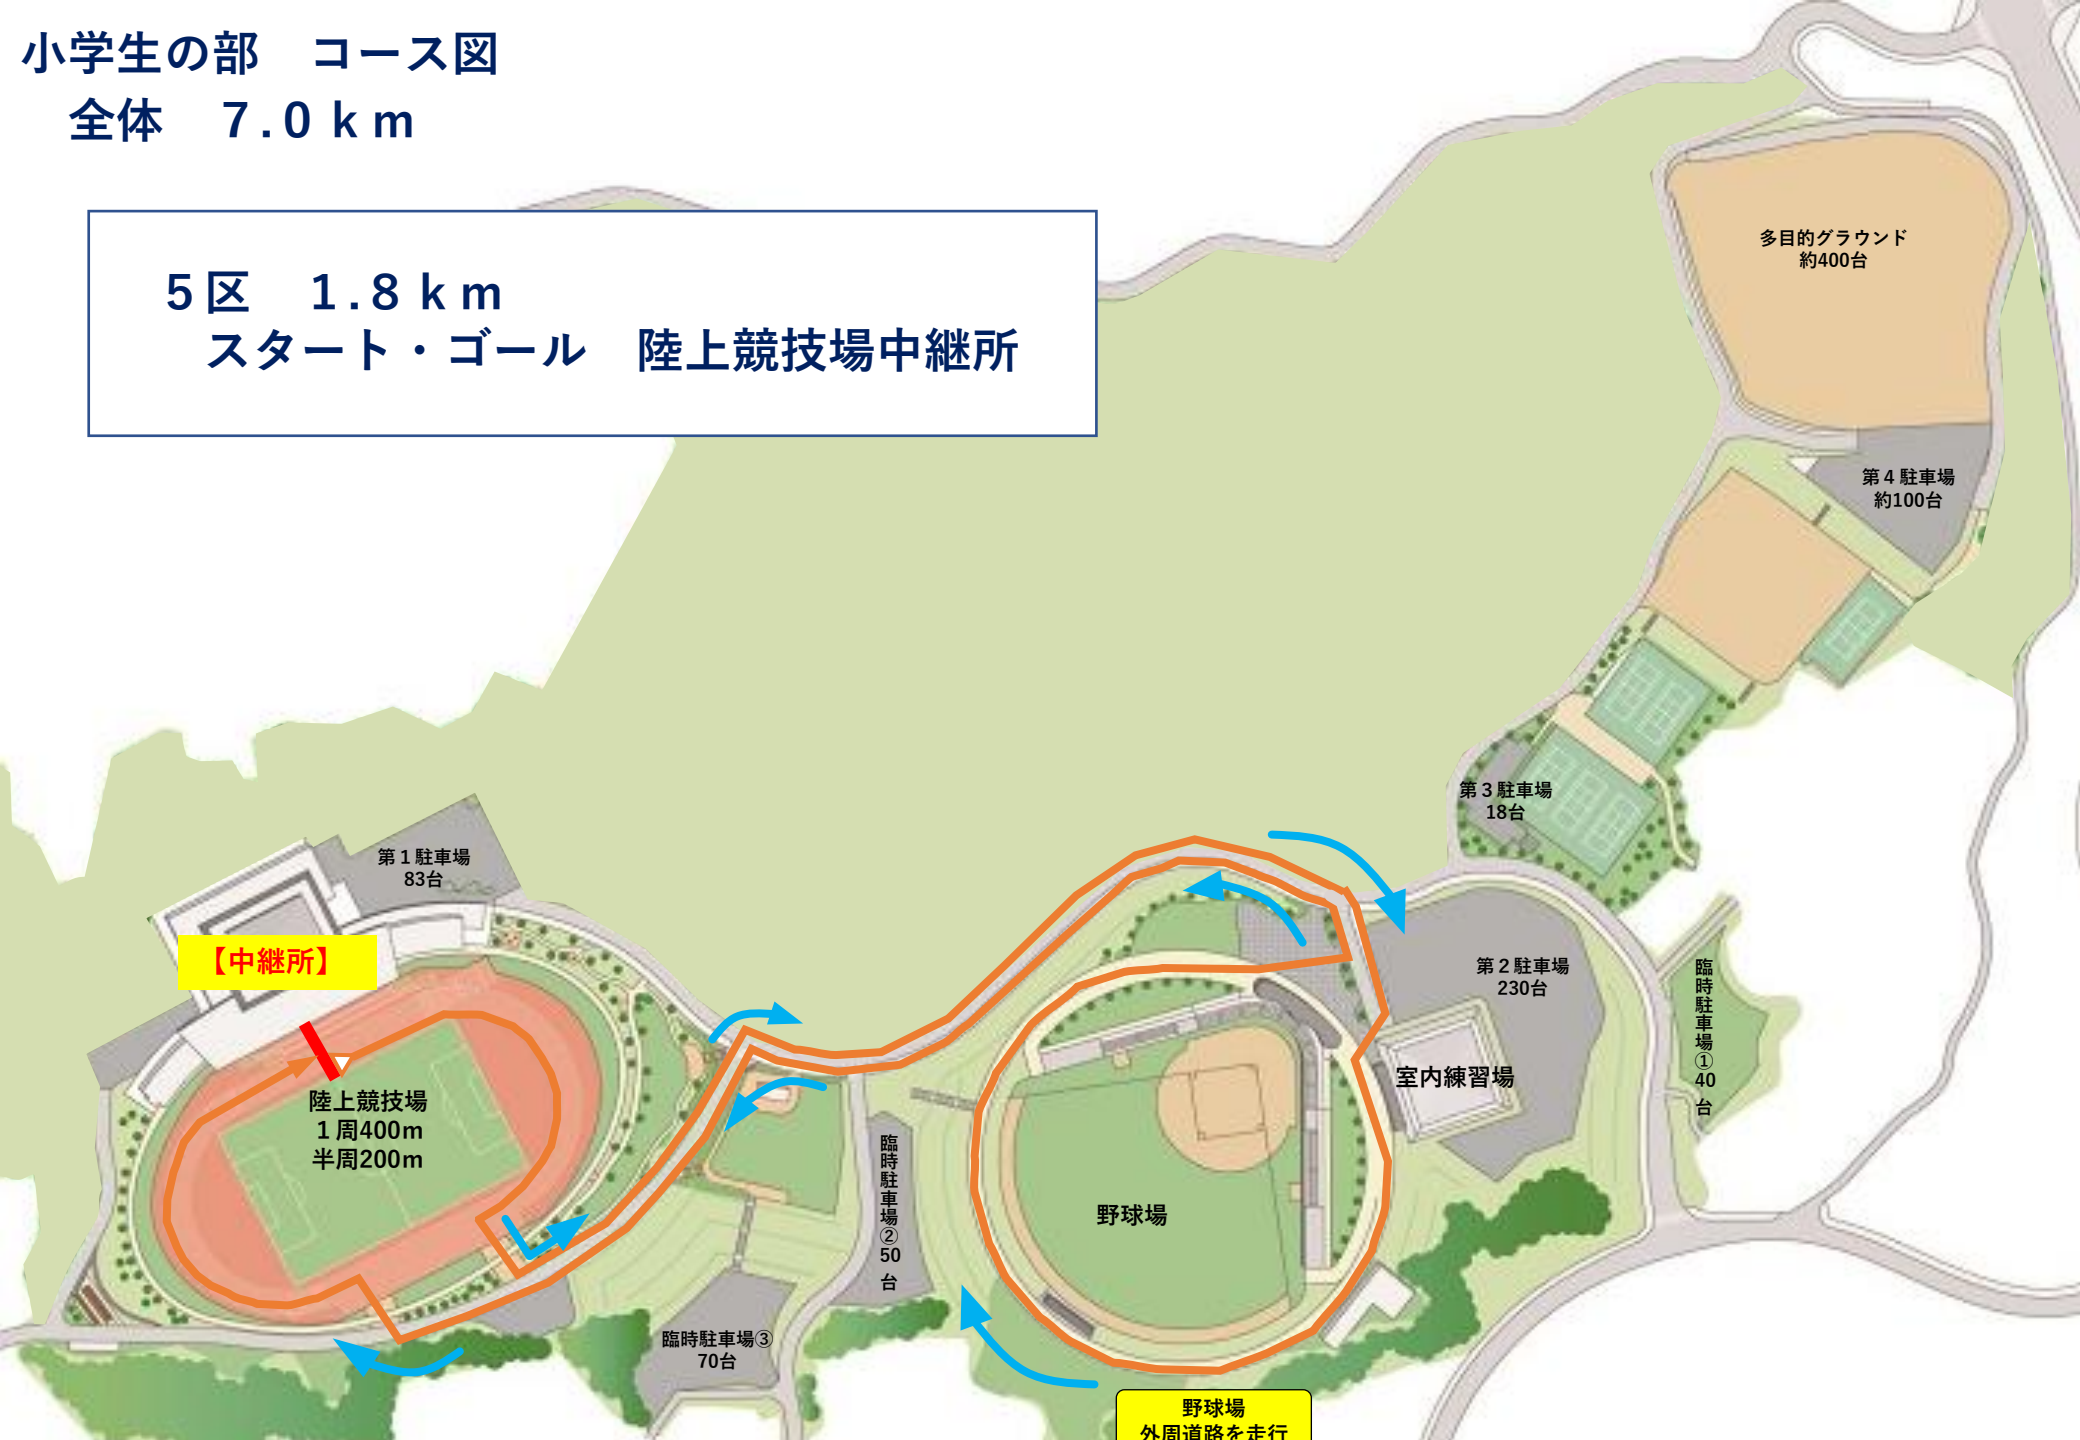 小学生の部　コース図
全体　7.0ｋｍ
5区　1.8ｋｍ
スタート・ゴール　陸上競技場中継所
多目的グラウンド
約400台
第４駐車場
約100台
第３駐車場
18台
第１駐車場
83台
【中継所】
第２駐車場
230台
臨時駐車場①40台
室内練習場
陸上競技場
１周400m
半周200m
臨時駐車場②50台
野球場
臨時駐車場③
70台
野球場
外周道路を走行